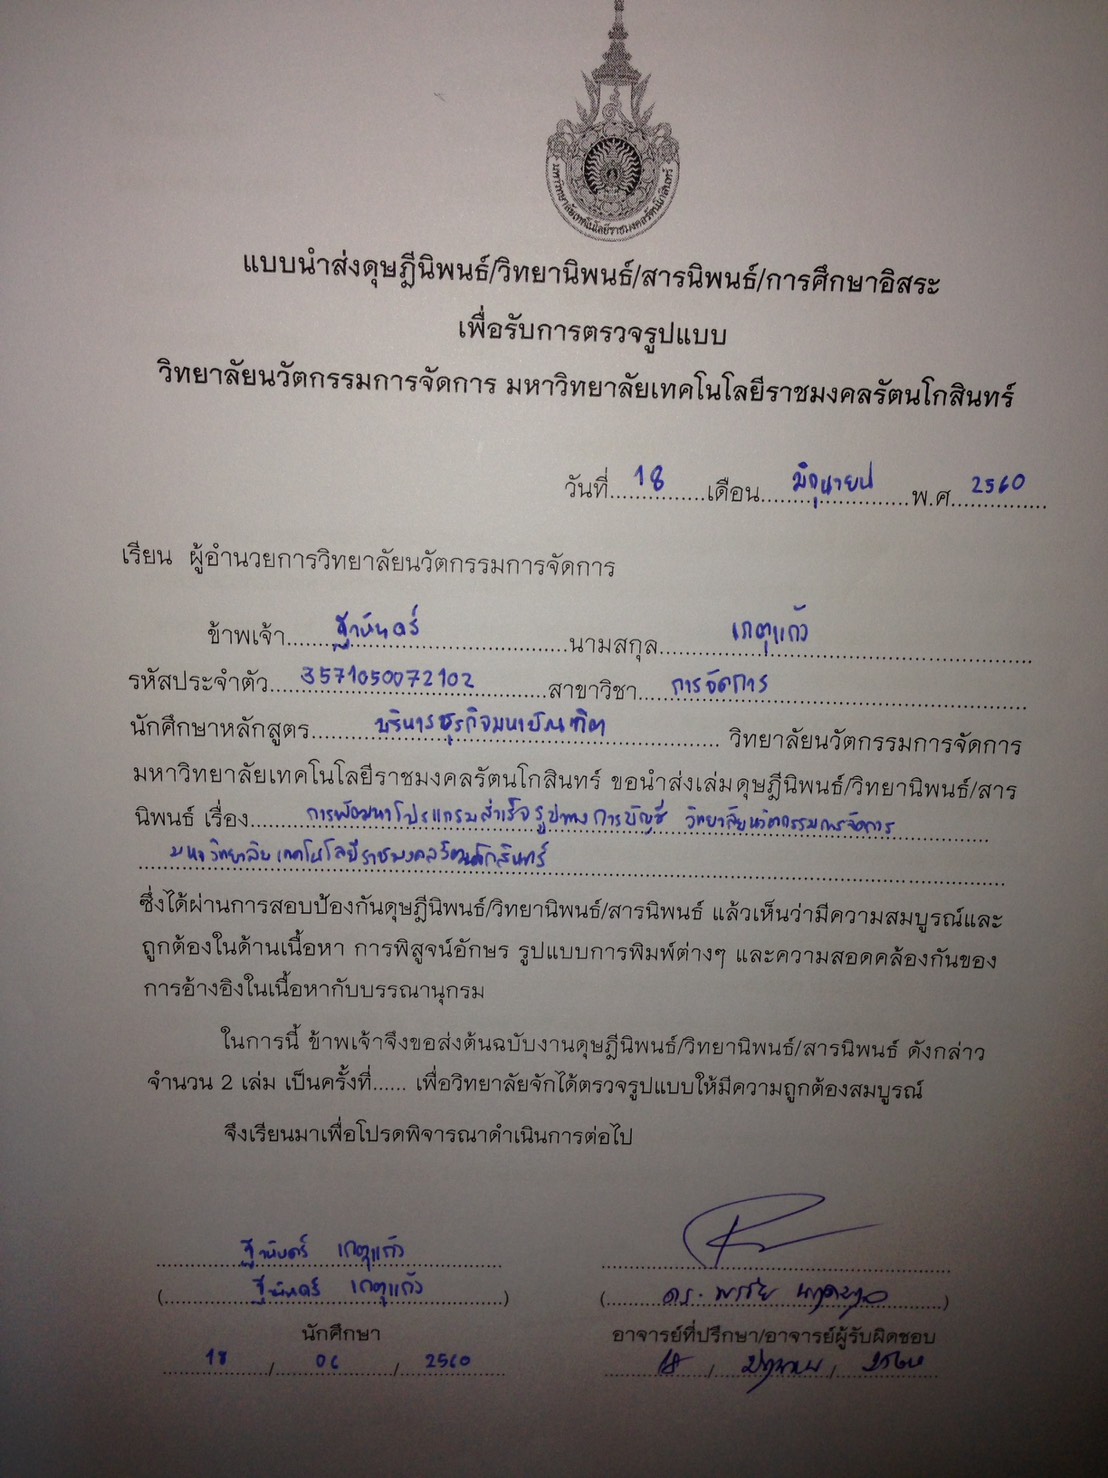 มหาวิทยาลัยเทคโนโลยีราชมงคลรัตนโกสินทร์
แบบนำส่งดุษฎีนิพนธ์/วิทยานิพนธ์/สารนิพนธ์/การศึกษาอิสระ
เพื่อรับการตรวจรูปแบบ
วิทยาลัยนวัตกรรมการจัดการ มหาวิทยาลัยเทคโนโลยีราชมงคลรัตนโกสินทร์
วันที่ 18 เดือน มิถุนายน พ.ศ. 2560
เรียน ผู้อำนวยการวิทยาลัยนวัตกรรมการจัดการ
ข้าพเจ้า ฐานินดร์ นามสกุล เกตุแก้ว
รหัสประจำตัว 3571050072102 สาขาวิชา การจัดการ
นักศึกษาหลักสูตร บริหารธุรกิจมหาบัณฑิต วิทยาลัยนวัตกรรมการจัดการ
มหาวิทยาลัยเทคโนโลยีราชมงคลรัตนโกสินทร์ ขอนำส่งเล่มดุษฎีนิพนธ์/วิทยานิพนธ์/สาร
นิพนธ์ เรื่อง การพัฒนาโปรแกรมสำเร็จรูปทางการบัญชี วิทยาลัยนวัตกรรมการจัดการ
มหาวิทยาลัยเทคโนโลยีราชมงคลรัตนโกสินทร์
ซึ่งได้ผ่านการสอบป้องกันดุษฎีนิพนธ์/วิทยานิพนธ์/สารนิพนธ์ แล้วเห็นว่ามีความสมบูรณ์และ
ถูกต้องในด้านเนื้อหา การพิสูจน์อักษร รูปแบบการพิมพ์ต่างๆ และความสอดคล้องกันของ
การอ้างอิงในเนื้อหากับบรรณานุกรม
ในการนี้ ข้าพเจ้าจึงขอส่งต้นฉบับงานดุษฎีนิพนธ์/วิทยานิพนธ์/สารนิพนธ์ ดังกล่าว
จำนวน 2 เล่ม เป็นครั้งที่...... เพื่อวิทยาลัยจักได้ตรวจรูปแบบให้มีความถูกต้องสมบูรณ์
จึงเรียนมาเพื่อโปรดพิจารณาดำเนินการต่อไป
ฐานินดร์ เกตุแก้ว
(ฐานินดร์ เกตุแก้ว) (ดร. พรชัย)
นักศึกษา อาจารย์ที่ปรึกษา/อาจารย์ผู้รับผิดชอบ
18 / 06 / 2560 18 / มิถุนายน / 2560